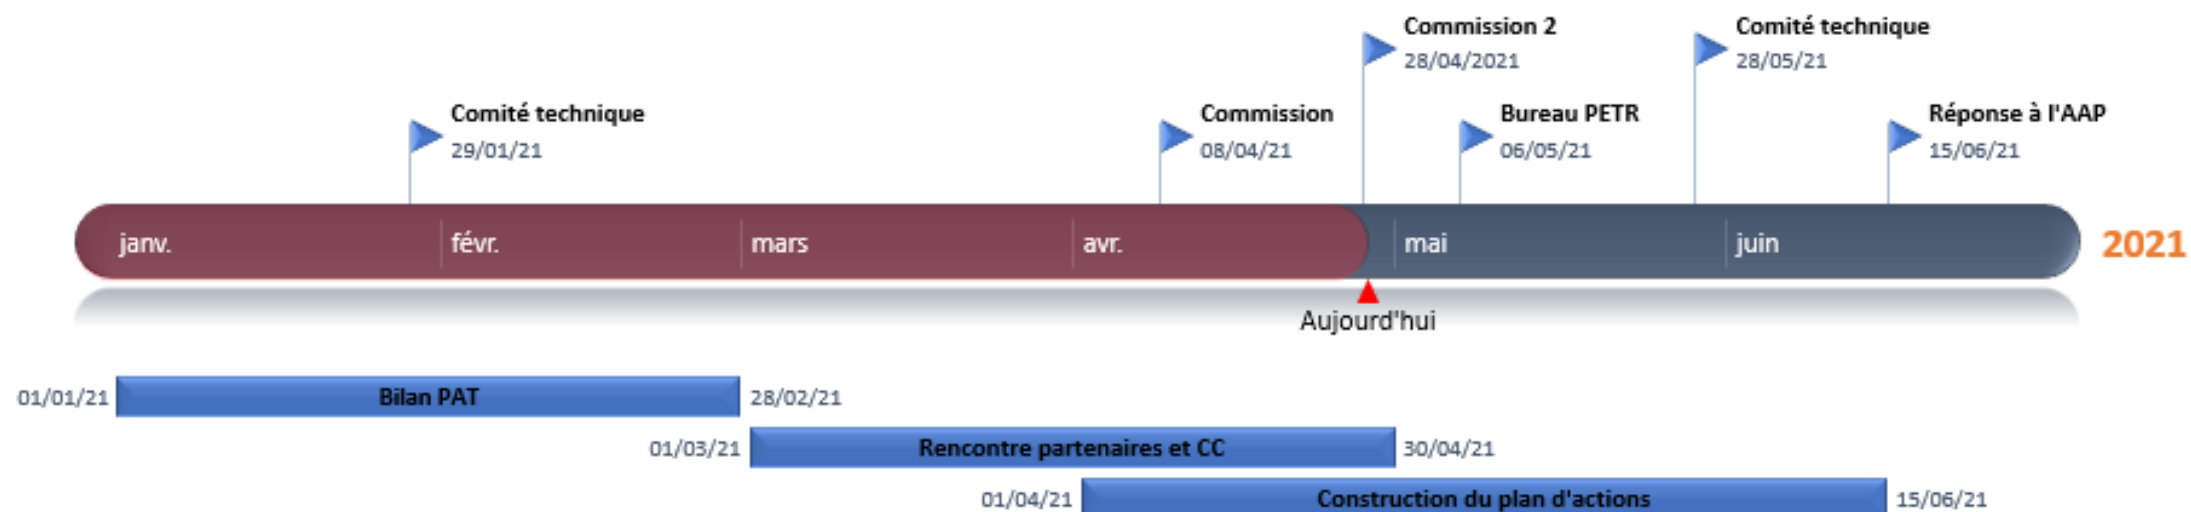 Commission 2
28/04/2021
Comité technique
28/05/21
Comité technique
29/01/21
Commission
08/04/21
Bureau PETR
06/05/21
Réponse à l'AAP
15/06/21
janv.
févr.
mars
avr.
mai
juin
2021
Aujourd'hui
01/01/21 Bilan PAT 28/02/21
01/03/21 Rencontre partenaires et CC 30/04/21
01/04/21 Construction du plan d'actions 15/06/21